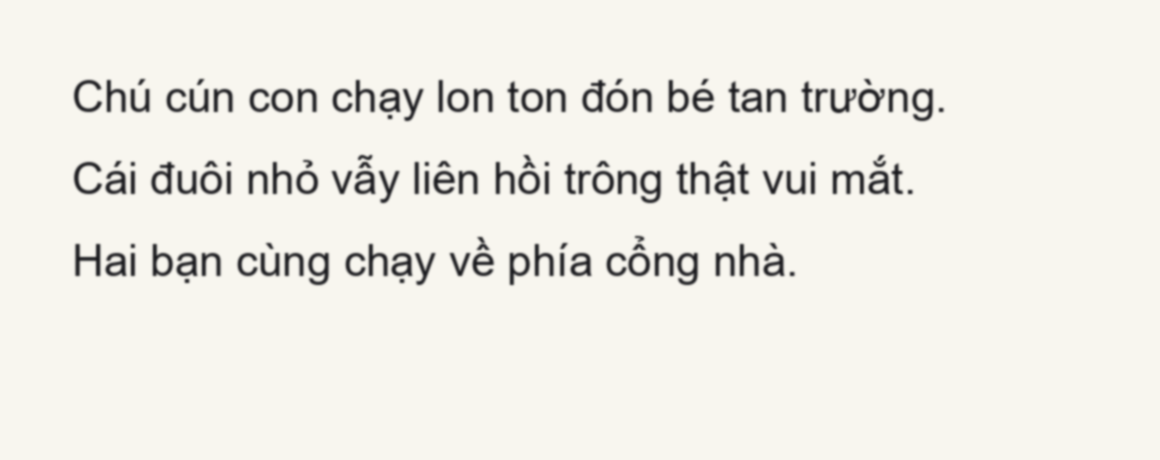 Chú cún con chạy lon ton đón bé tan trường.
Cái đuôi nhỏ vẫy liên hồi trông thật vui mắt.
Hai bạn cùng chạy về phía cổng nhà.